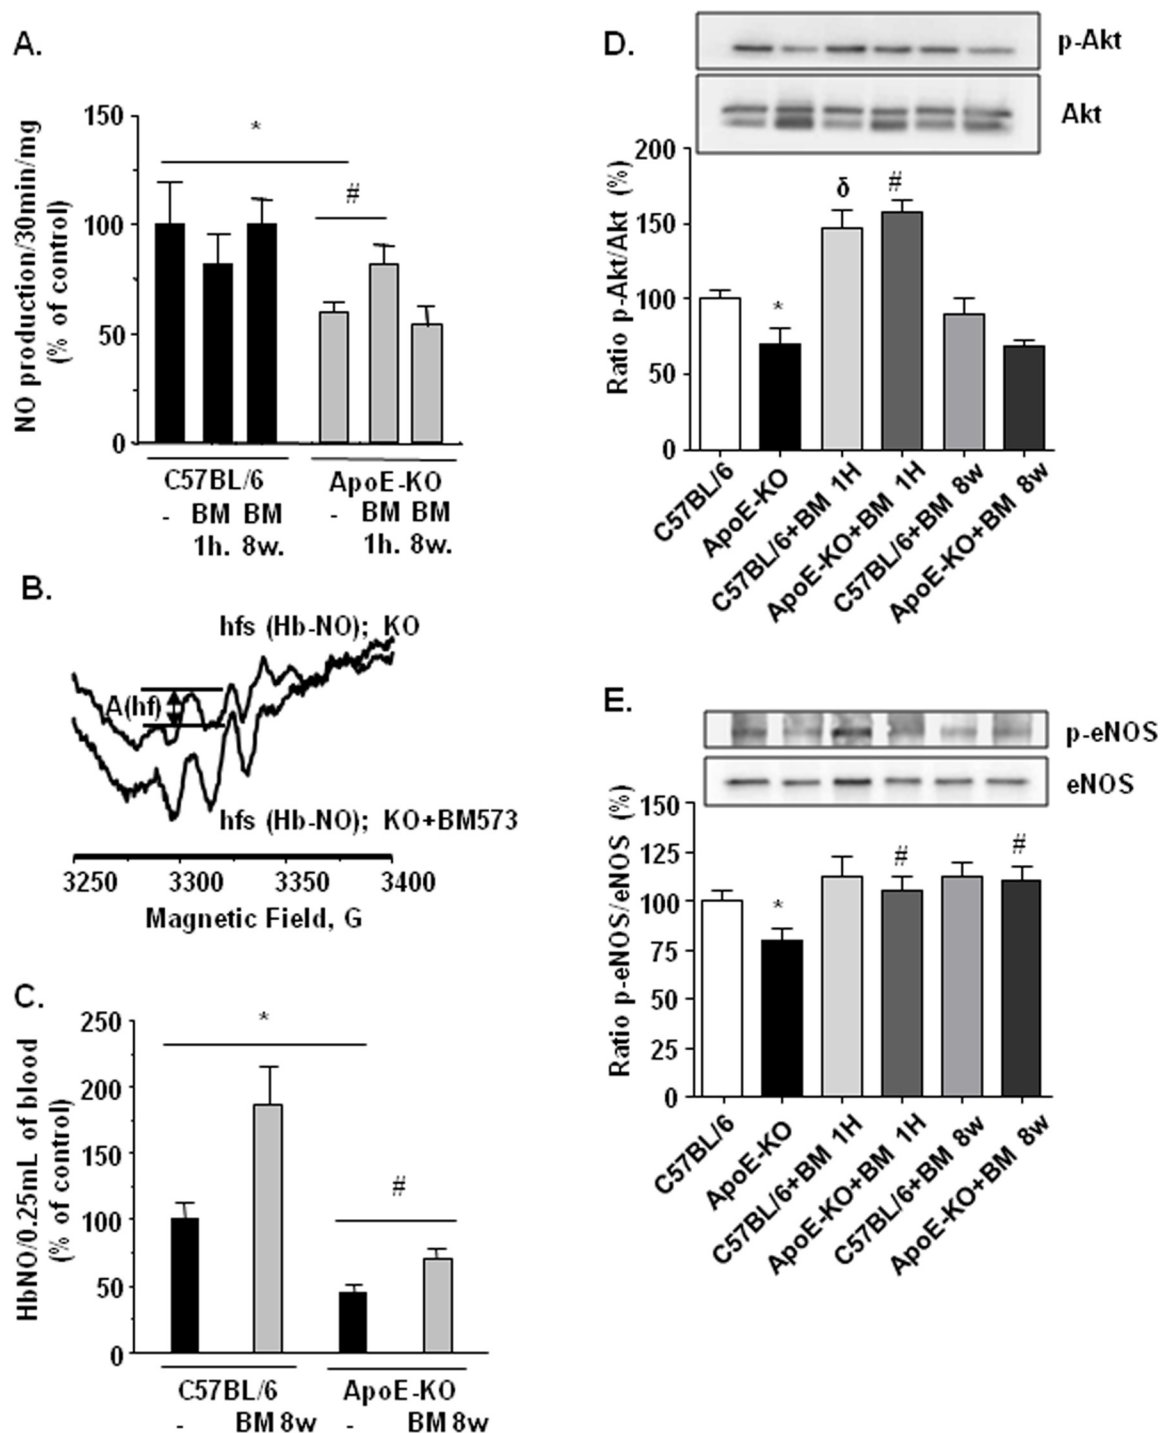 A.
NO production/30min/mg
(% of control)
150
100
50
0
*
#
C57BL/6
ApoE-KO
- BM BM
1h. 8w.
- BM BM
1h. 8w.
B.
hfs (Hb-NO); KO
A(hf)
hfs (Hb-NO); KO+BM573
3250 3300 3350 3400
Magnetic Field, G
C.
HbNO/0.25mL of blood
(% of control)
250
200
150
100
50
0
*
#
C57BL/6
ApoE-KO
- BM 8w - BM 8w
D.
p-Akt
Akt
Ratio p-Akt/Akt (%)
200
150
100
50
0
*
δ
#
C57BL/6
ApoE-KO
C57BL/6+BM 1H
ApoE-KO+BM 1H
C57BL/6+BM 8w
ApoE-KO+BM 8w
E.
p-eNOS
eNOS
Ratio p-eNOS/eNOS (%)
150
125
100
75
50
25
0
*
#
#
C57BL/6
ApoE-KO
C57BL/6+BM 1H
ApoE-KO+BM 1H
C57BL/6+BM 8w
ApoE-KO+BM 8w